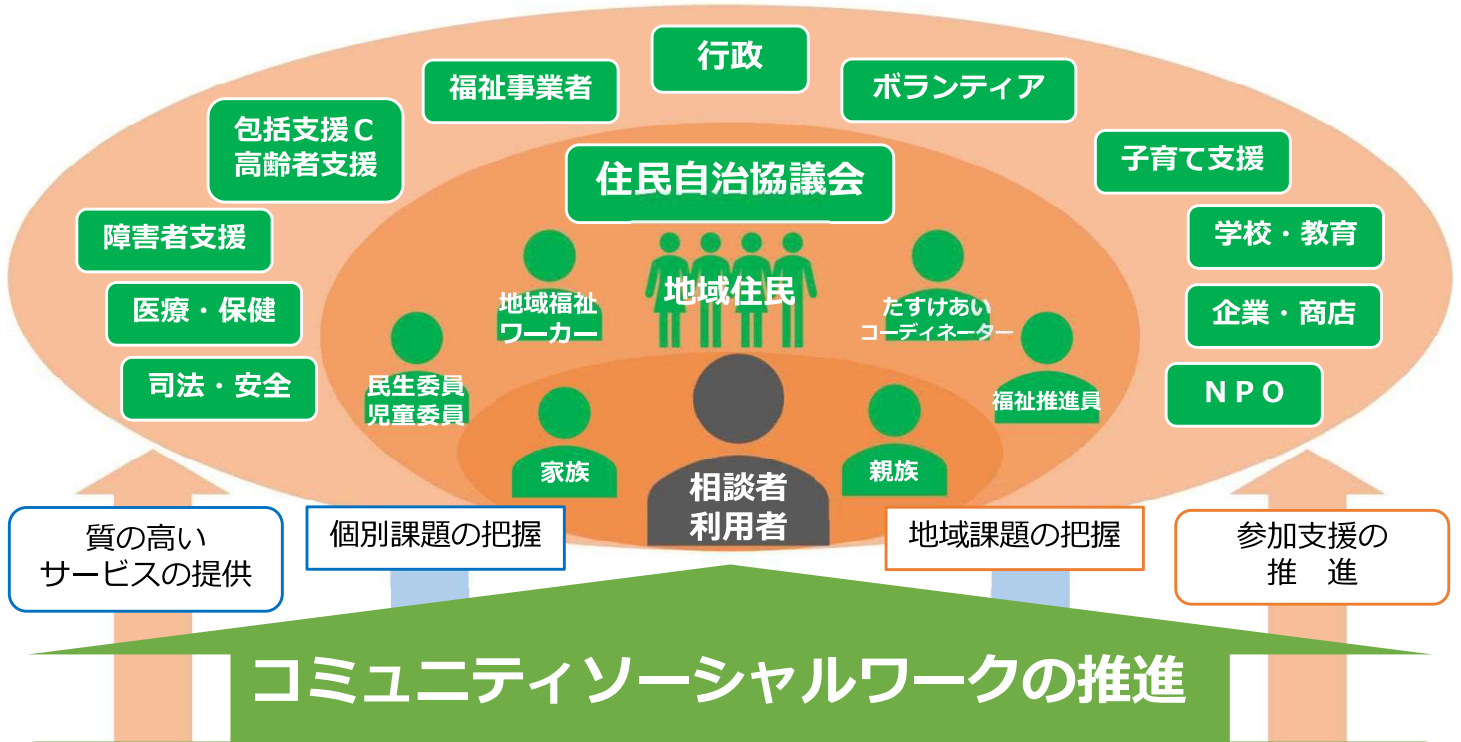 行政
福祉事業者
ボランティア
包括支援C
高齢者支援
子育て支援
住民自治協議会
障害者支援
学校・教育
医療・保健
企業・商店
司法・安全
NPO
地域福祉
ワーカー
地域住民
たすけあい
コーディネーター
民生委員
児童委員
福祉推進員
家族
親族
相談者
利用者
質の高い
サービスの提供
個別課題の把握
地域課題の把握
参加支援の
推　進
コミュニティソーシャルワークの推進